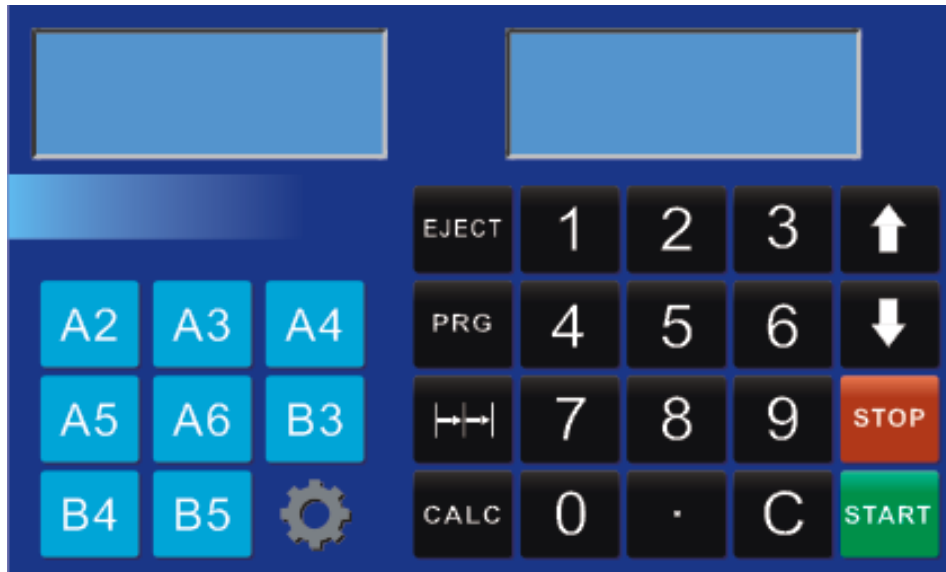 EJECT 1 2 3
A2 A3 A4 PRG 4 5 6
A5 A6 B3 7 8 9 STOP
B4 B5 CALC 0 . C START